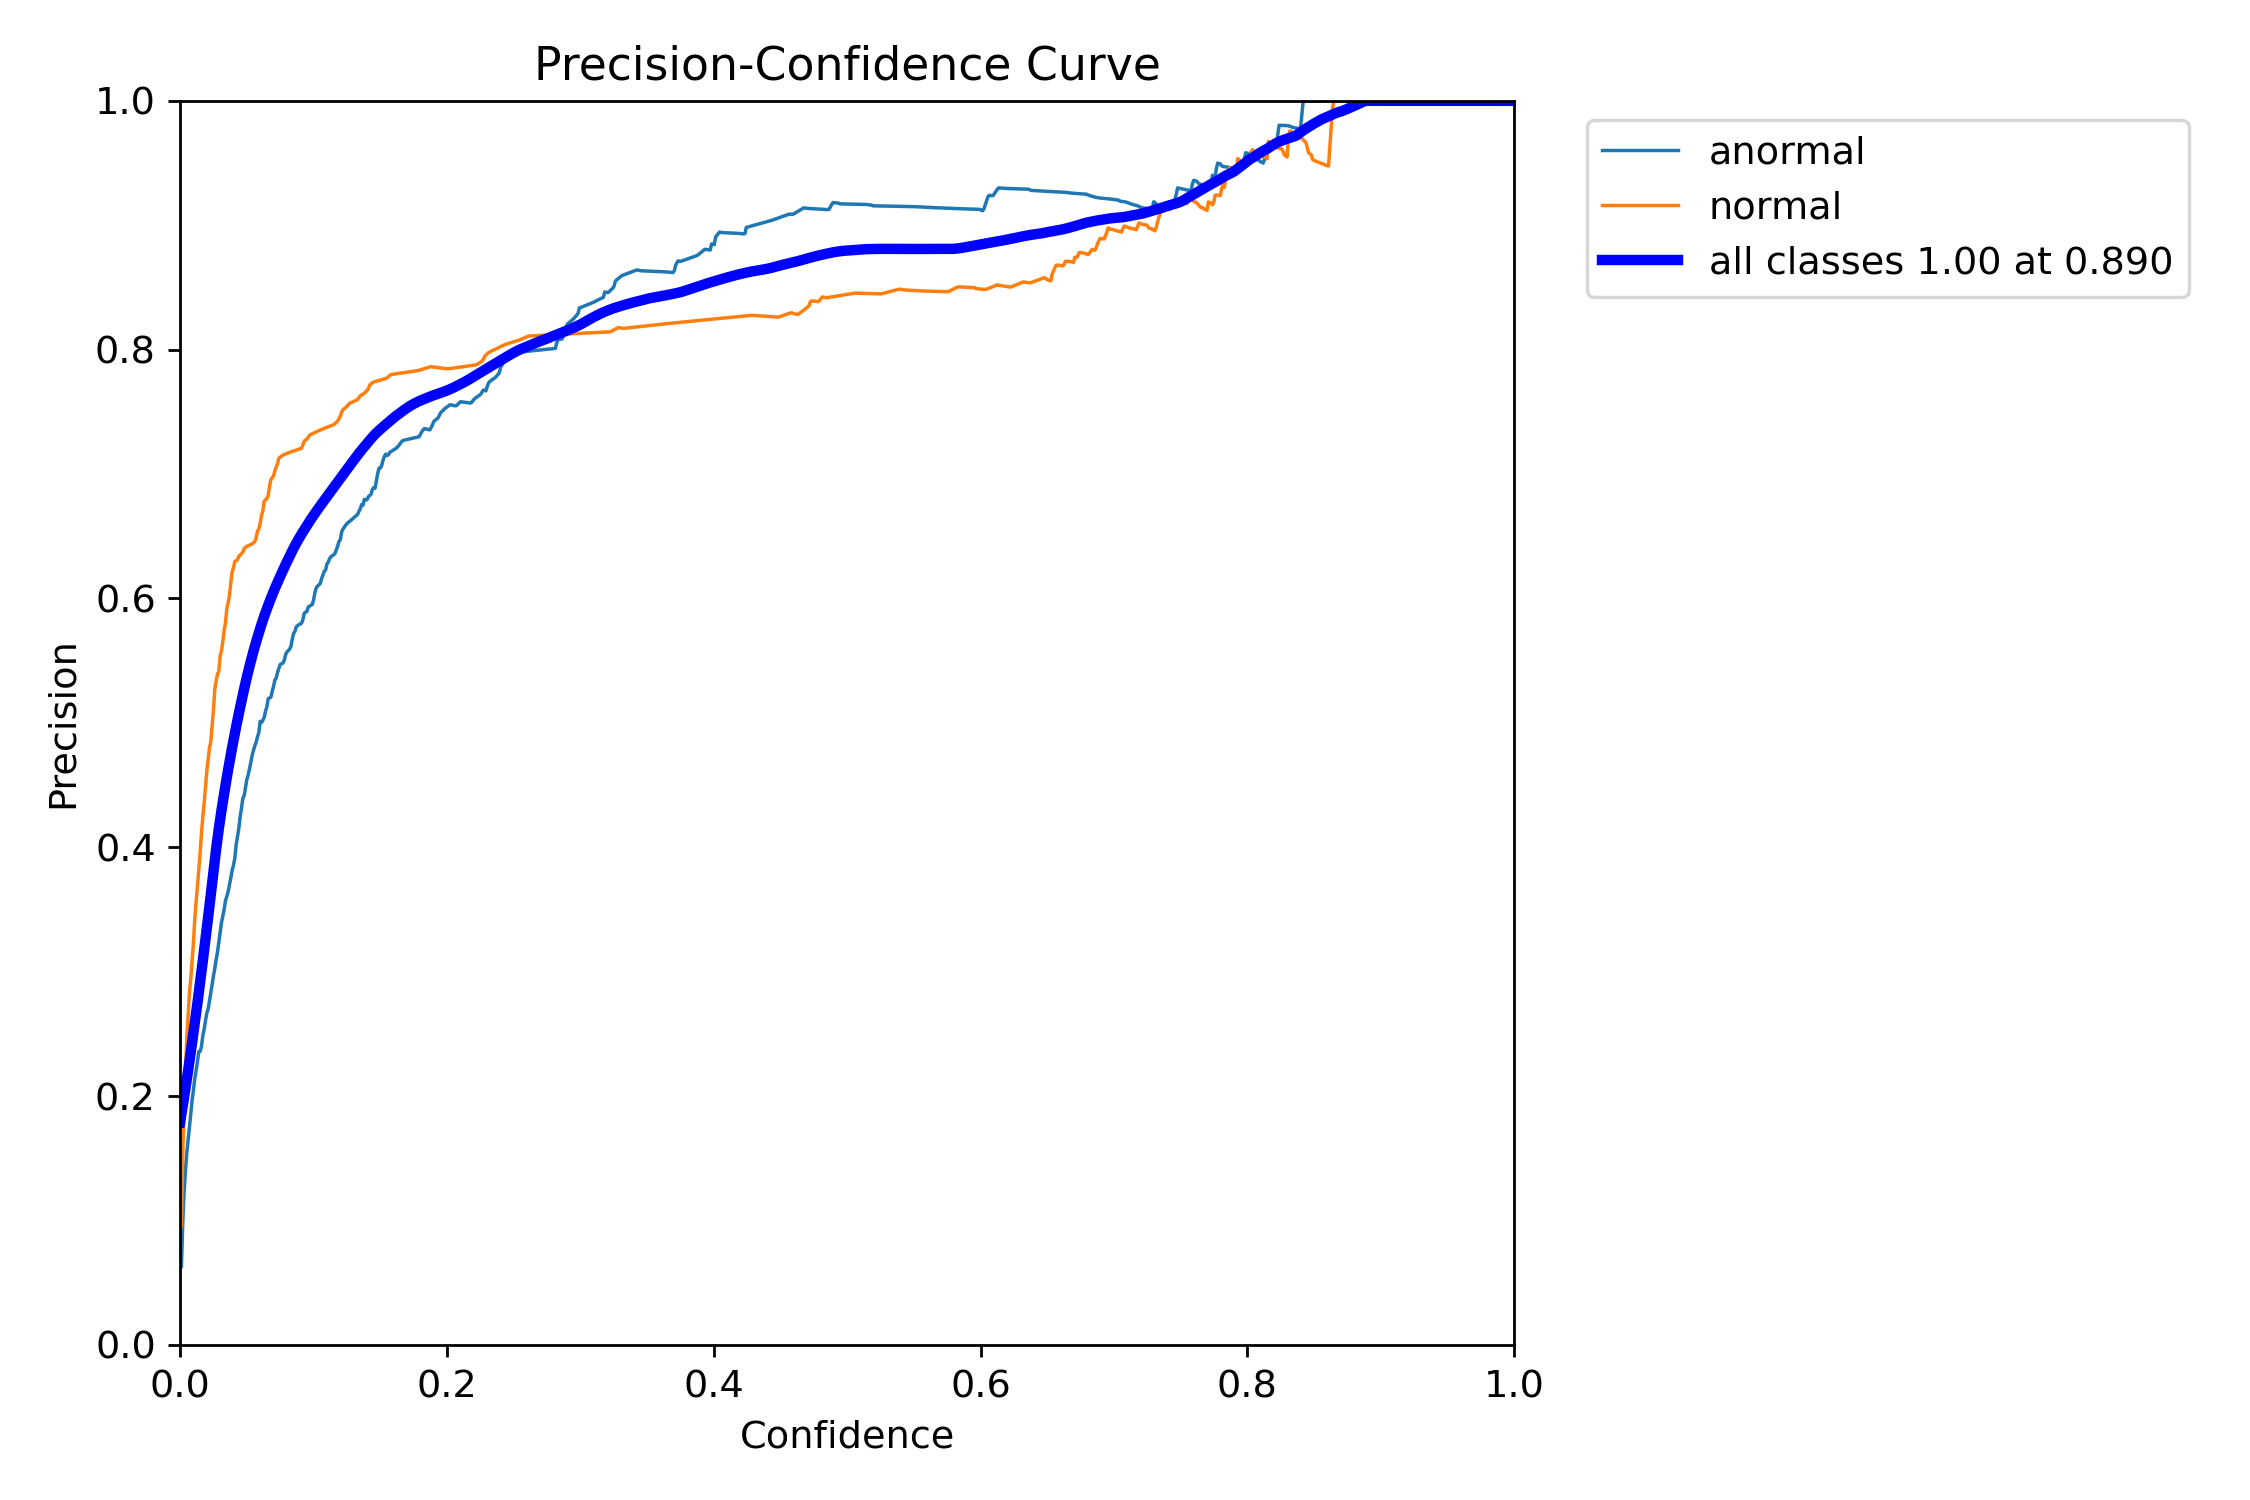 Precision-Confidence Curve
1.0
0.8
0.6
0.4
0.2
0.0
Precision
0.0 0.2 0.4 0.6 0.8 1.0
Confidence
anormal
normal
all classes 1.00 at 0.890